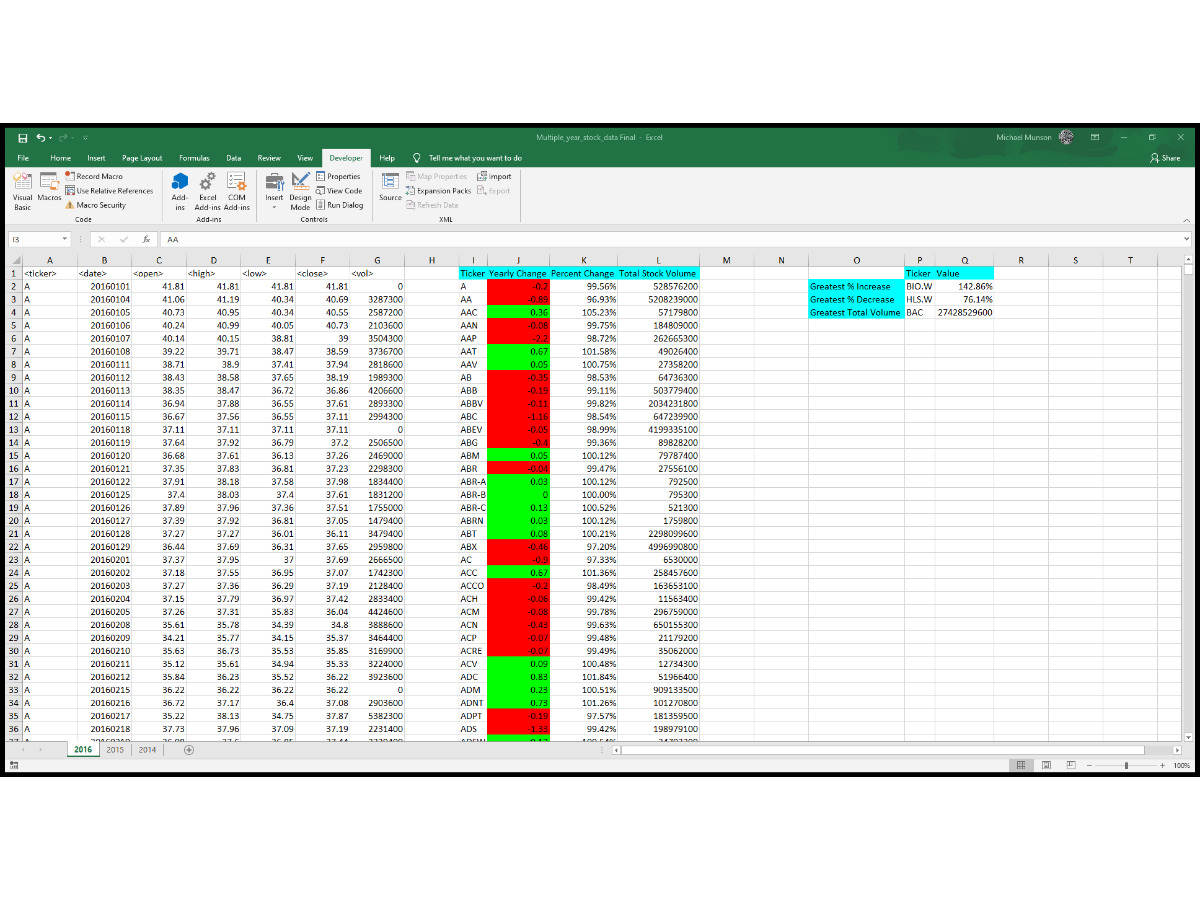 Multiple_year_stock_data Final - Excel Michael Munson
File Home Insert Page Layout Formulas Data Review View Developer Help Tell me what you want to do Share
Record Macro Properties Map Properties Import
Use Relative References View Code Expansion Packs Export
Visual Basic Macros Macro Security Add-ins Excel Add-ins COM Add-ins Insert Design Mode Run Dialog Source Refresh Data
Code Add-ins Controls XML
I3 fx AA
A B C D E F G H I J K L M N O P Q R S T
1 <ticker> <date> <open> <high> <low> <close> <vol> Ticker Yearly Change Percent Change Total Stock Volume Ticker Value
2 A 20160101 41.81 41.81 41.81 41.81 0 A -0.2 99.56% 528576200 Greatest % Increase BIO.W 142.86%
3 A 20160104 41.06 41.19 40.34 40.69 3287300 AA -0.89 96.93% 5208239000 Greatest % Decrease HLS.W 76.14%
4 A 20160105 40.73 40.95 40.34 40.55 2587200 AAC 0.36 105.23% 57179800 Greatest Total Volume BAC 27428529600
5 A 20160106 40.24 40.99 40.05 40.73 2103600 AAN -0.08 99.75% 184809000
6 A 20160107 40.14 40.15 38.81 39 3504300 AAP -2.2 98.72% 262665300
7 A 20160108 39.22 39.71 38.47 38.59 3736700 AAT 0.67 101.58% 49026400
8 A 20160111 38.71 38.9 37.41 37.94 2818600 AAV 0.05 100.75% 27358200
9 A 20160112 38.43 38.58 37.65 38.19 1989300 AB -0.35 98.53% 64736300
10 A 20160113 38.35 38.47 36.72 36.86 4206600 ABB -0.19 99.11% 503779400
11 A 20160114 36.94 37.88 36.55 37.61 2893300 ABBV -0.11 99.82% 2034231800
12 A 20160115 36.67 37.56 36.55 37.11 2994300 ABC -1.16 98.54% 647239900
13 A 20160118 37.11 37.11 37.11 37.11 0 ABEV -0.05 98.99% 4199335100
14 A 20160119 37.64 37.92 36.79 37.2 2506500 ABG -0.4 99.36% 89828200
15 A 20160120 36.68 37.61 36.13 37.26 2469000 ABM 0.05 100.12% 79787400
16 A 20160121 37.35 37.83 36.81 37.23 2298300 ABR -0.04 99.47% 27556100
17 A 20160122 37.91 38.18 37.58 37.98 1834400 ABR-A 0.03 100.12% 792500
18 A 20160125 37.4 38.03 37.4 37.61 1831200 ABR-B 0 100.00% 795300
19 A 20160126 37.89 37.96 37.36 37.51 1755000 ABR-C 0.13 100.52% 521300
20 A 20160127 37.39 37.92 36.81 37.05 1479400 ABRN 0.03 100.12% 1759800
21 A 20160128 37.27 37.27 36.01 36.11 3479400 ABT 0.08 100.21% 2298099600
22 A 20160129 36.44 37.69 36.31 37.65 2959800 ABX -0.46 97.20% 4996990800
23 A 20160201 37.37 37.95 37 37.69 2666500 AC -0.9 97.33% 6530000
24 A 20160202 37.18 37.55 36.95 37.07 1742300 ACC 0.67 101.36% 258457600
25 A 20160203 37.27 37.36 36.29 37.19 2128400 ACCO -0.2 98.49% 163653100
26 A 20160204 37.15 37.79 36.97 37.42 2833400 ACH -0.06 99.42% 11563400
27 A 20160205 37.26 37.31 35.83 36.04 4424600 ACM -0.08 99.78% 296759000
28 A 20160208 35.61 35.78 34.39 34.8 3888600 ACN -0.43 99.63% 650155300
29 A 20160209 34.21 35.77 34.15 35.37 3464400 ACP -0.07 99.48% 21179200
30 A 20160210 35.63 36.73 35.53 35.85 3169900 ACRE -0.07 99.49% 35062000
31 A 20160211 35.12 35.61 34.94 35.33 3224000 ACV 0.09 100.48% 12734300
32 A 20160212 35.84 36.23 35.52 36.22 3923600 ADC 0.83 101.84% 51966400
33 A 20160215 36.22 36.22 36.22 36.22 0 ADM 0.23 100.51% 909133500
34 A 20160216 36.72 37.17 36.4 37.08 2903600 ADNT 0.73 101.26% 101270800
35 A 20160217 35.22 38.13 34.75 37.87 5382300 ADPT -0.19 97.57% 181359500
36 A 20160218 37.73 37.96 37.09 37.19 2231400 ADS -1.33 99.42% 198979100
2016 2015 2014
100%